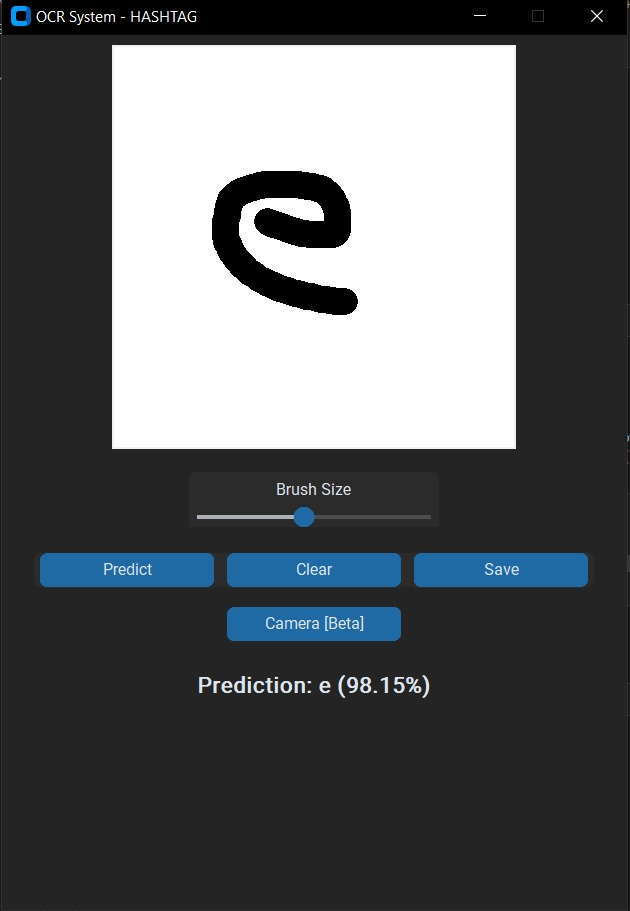 OCR System - HASHTAG
e
Brush Size
Predict Clear Save
Camera [Beta]
Prediction: e (98.15%)